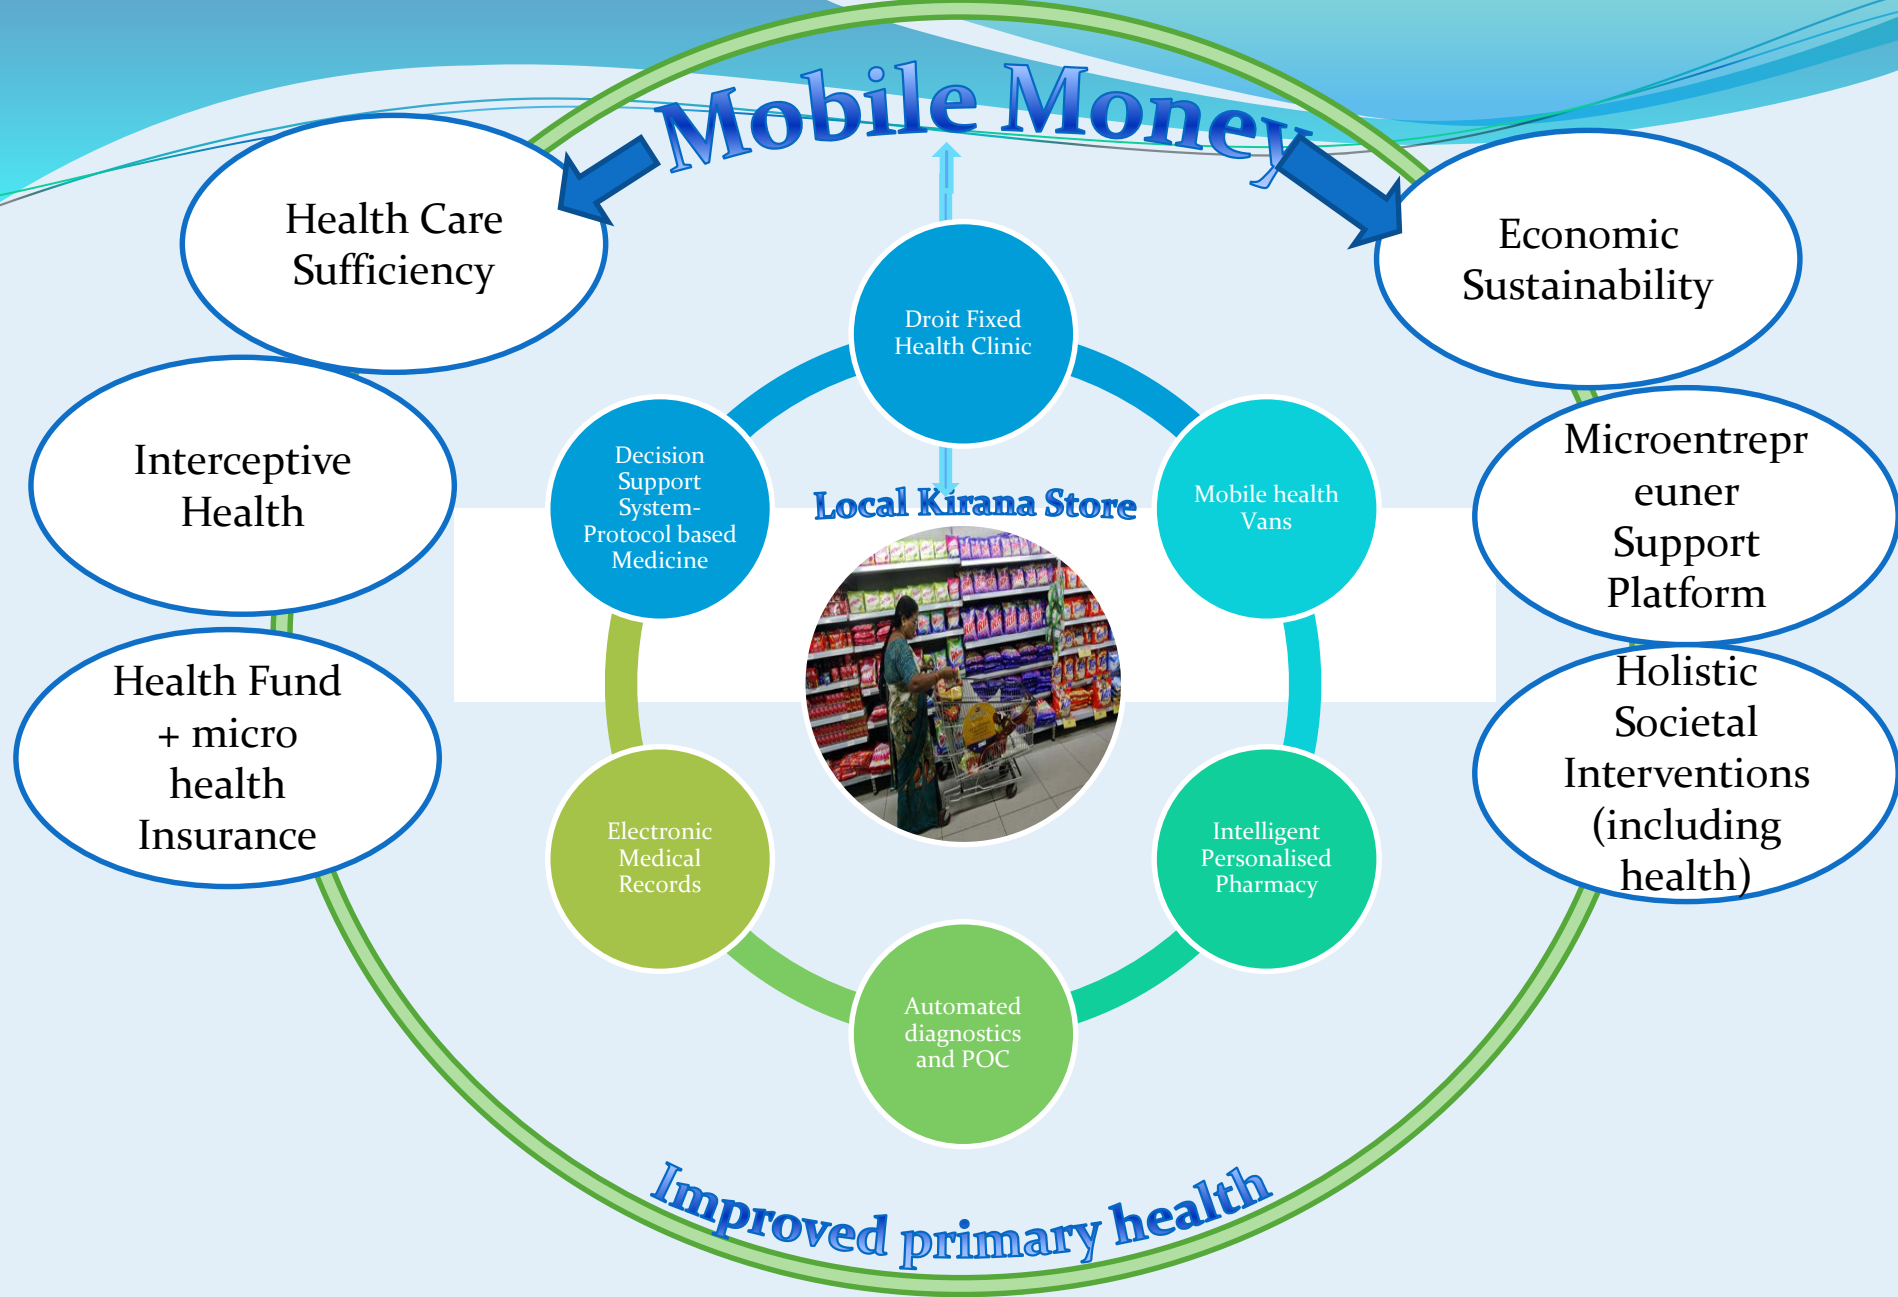 Mobile Money
Health Care
Sufficiency
Economic
Sustainability
Interceptive
Health
Microentrepr
euner
Support
Platform
Health Fund
+ micro
health
Insurance
Holistic
Societal
Interventions
(including
health)
Droit Fixed
Health Clinic
Mobile health
Vans
Intelligent
Personalised
Pharmacy
Automated
diagnostics
and POC
Electronic
Medical
Records
Decision
Support
System-
Protocol based
Medicine
Local Kirana Store
Improved primary health